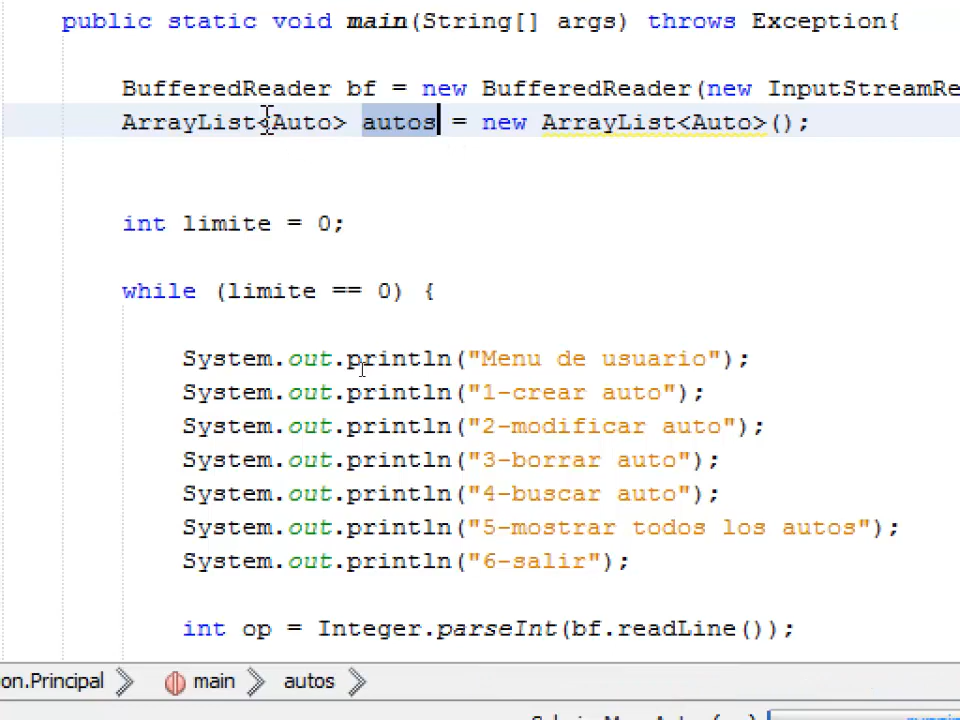 public static void main(String[] args) throws Exception{
BufferedReader bf = new BufferedReader(new InputStreamRe
ArrayList<Auto> autos = new ArrayList<Auto>();
int limite = 0;
while (limite == 0) {
System.out.println("Menu de usuario");
System.out.println("1-crear auto");
System.out.println("2-modificar auto");
System.out.println("3-borrar auto");
System.out.println("4-buscar auto");
System.out.println("5-mostrar todos los autos");
System.out.println("6-salir");
int op = Integer.parseInt(bf.readLine());
on.Principal main autos